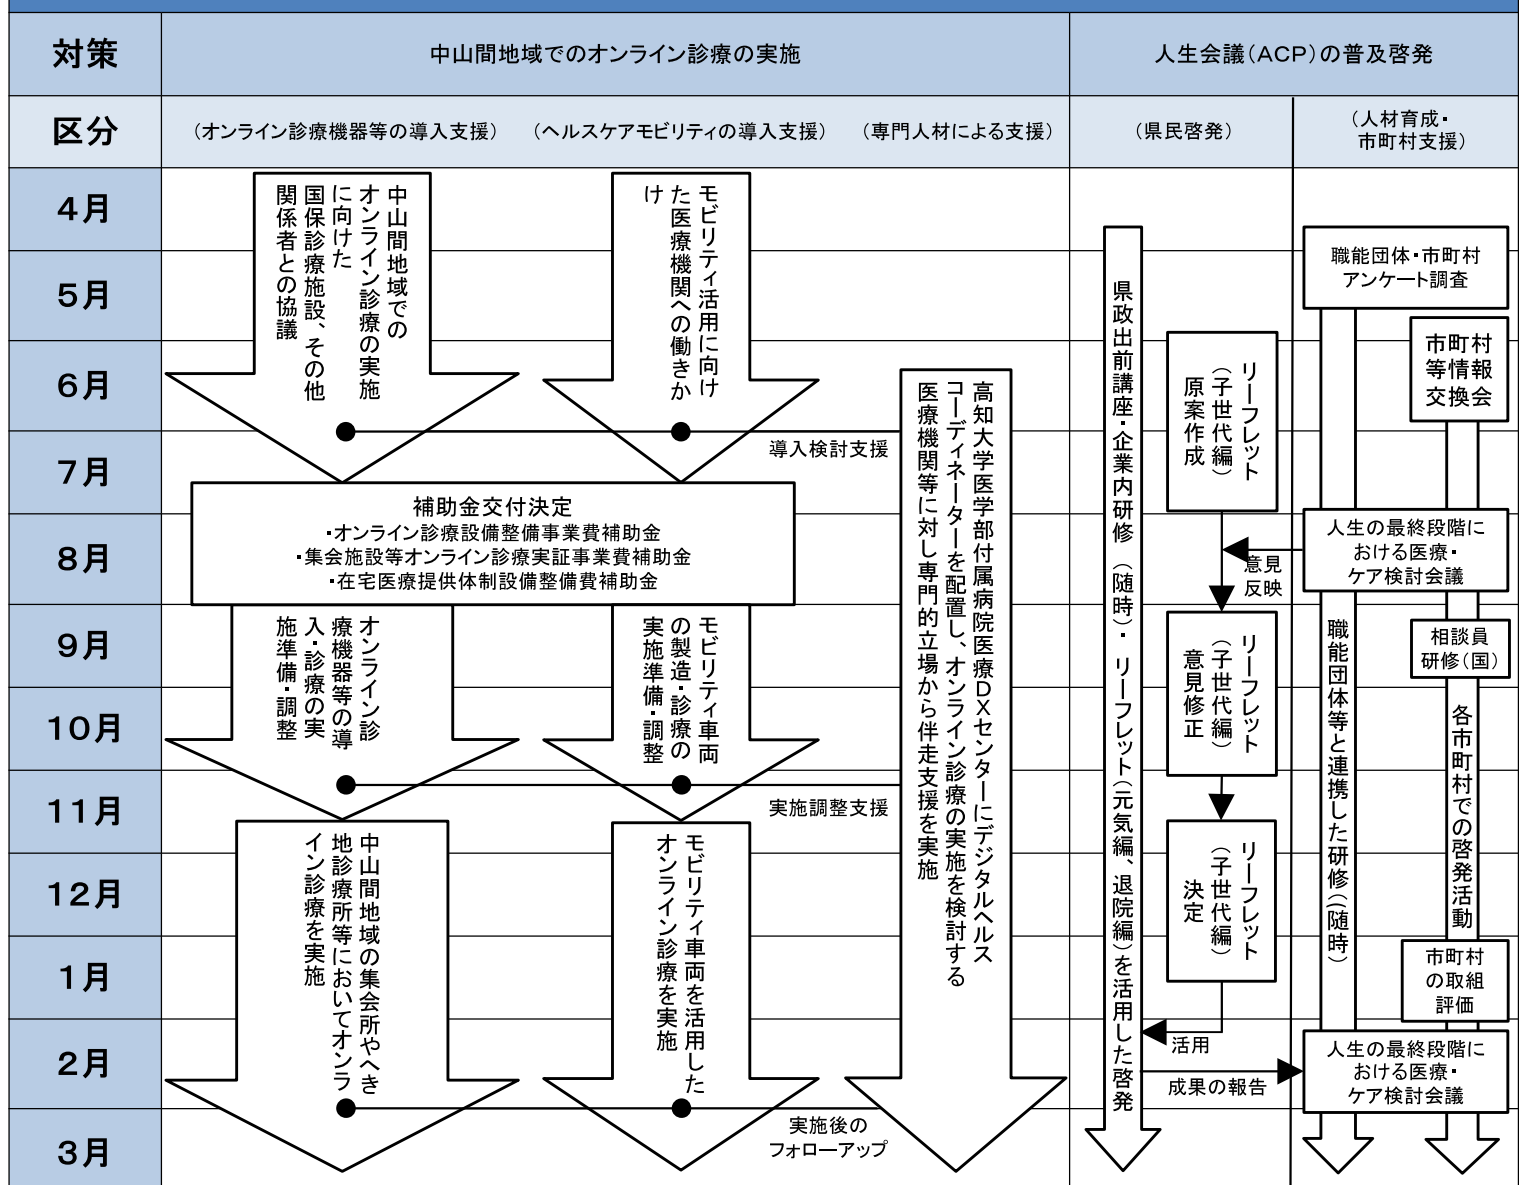 対策
中山間地域でのオンライン診療の実施
人生会議(ACP)の普及啓発
区分
(オンライン診療機器等の導入支援)
(ヘルスケアモビリティの導入支援)
(専門人材による支援)
(県民啓発)
(人材育成・
市町村支援)
4月
5月
6月
7月
8月
9月
10月
11月
12月
1月
2月
3月
中山間地域での
オンライン診療の実施
に向けた
国保診療施設、その他
関係者との協議
モビリティ活用に向け
た医療機関への働きか
け
導入検討支援
補助金交付決定
・オンライン診療設備整備事業費補助金
・集会施設等オンライン診療実証事業費補助金
・在宅医療提供体制設備整備費補助金
オンライン診
療機器等の導
入・診療の実
施準備・調整
モビリティ車両
の製造・診療の
実施準備・調整
実施調整支援
中山間地域の集会所やへき
地診療所等においてオンラ
イン診療を実施
モビリティ車両を活用した
オンライン診療を実施
実施後の
フォローアップ
高知大学医学部付属病院医療DXセンターにデジタルヘルス
コーディネーターを配置し、オンライン診療の実施を検討する
医療機関等に対し専門的立場から伴走支援を実施
県政出前講座・企業内研修(随時)・リーフレット(元気編、退院編)を活用した啓発
リーフレット
(子世代編)
原案作成
意見
反映
リーフレット
(子世代編)
意見修正
リーフレット
(子世代編)
決定
活用
成果の報告
職能団体・市町村
アンケート調査
市町村
等情報
交換会
人生の最終段階に
おける医療・
ケア検討会議
職能団体等と連携した研修((随時)
相談員
研修(国)
各市町村での啓発活動
市町村
の取組
評価
人生の最終段階に
おける医療・
ケア検討会議